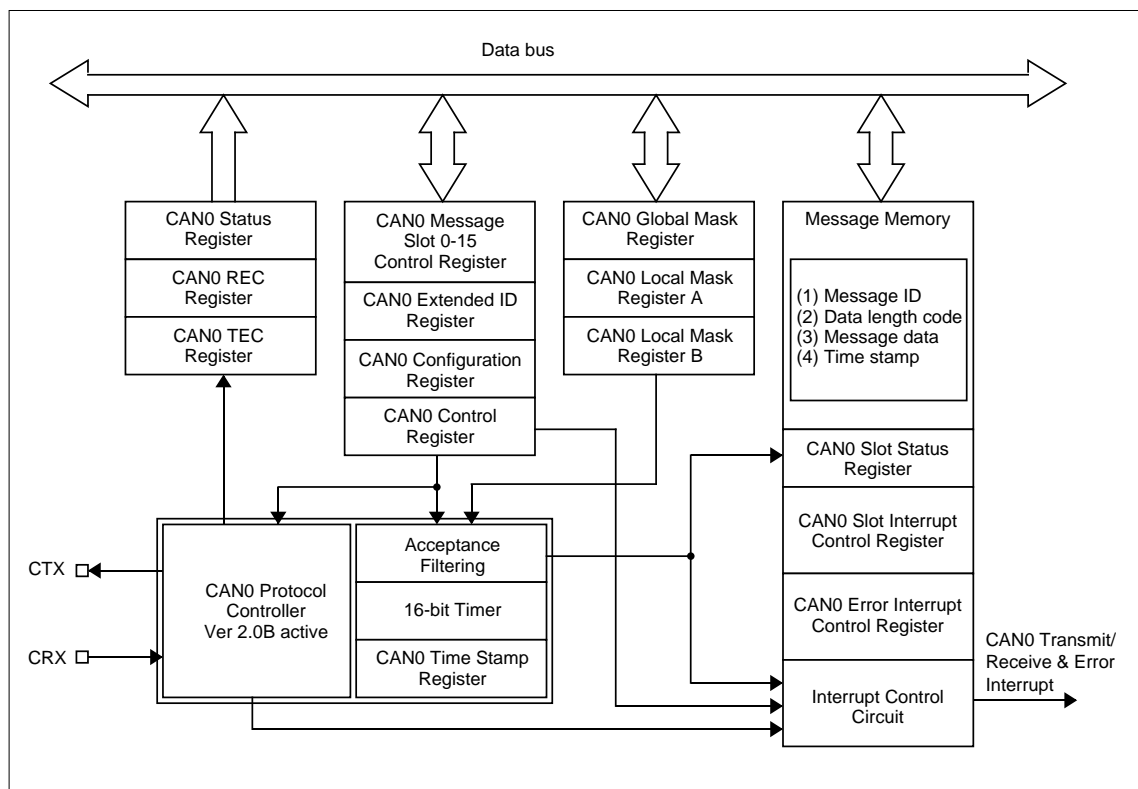 Data bus
CAN0 Status
Register
CAN0 REC
Register
CAN0 TEC
Register
CAN0 Message
Slot 0-15
Control Register
CAN0 Extended ID
Register
CAN0 Configuration
Register
CAN0 Control
Register
CAN0 Global Mask
Register
CAN0 Local Mask
Register A
CAN0 Local Mask
Register B
Message Memory
(1) Message ID
(2) Data length code
(3) Message data
(4) Time stamp
CAN0 Slot Status
Register
CAN0 Slot Interrupt
Control Register
CAN0 Error Interrupt
Control Register
Interrupt Control
Circuit
CTX
CRX
CAN0 Protocol
Controller
Ver 2.0B active
Acceptance
Filtering
16-bit Timer
CAN0 Time Stamp
Register
CAN0 Transmit/
Receive & Error
Interrupt